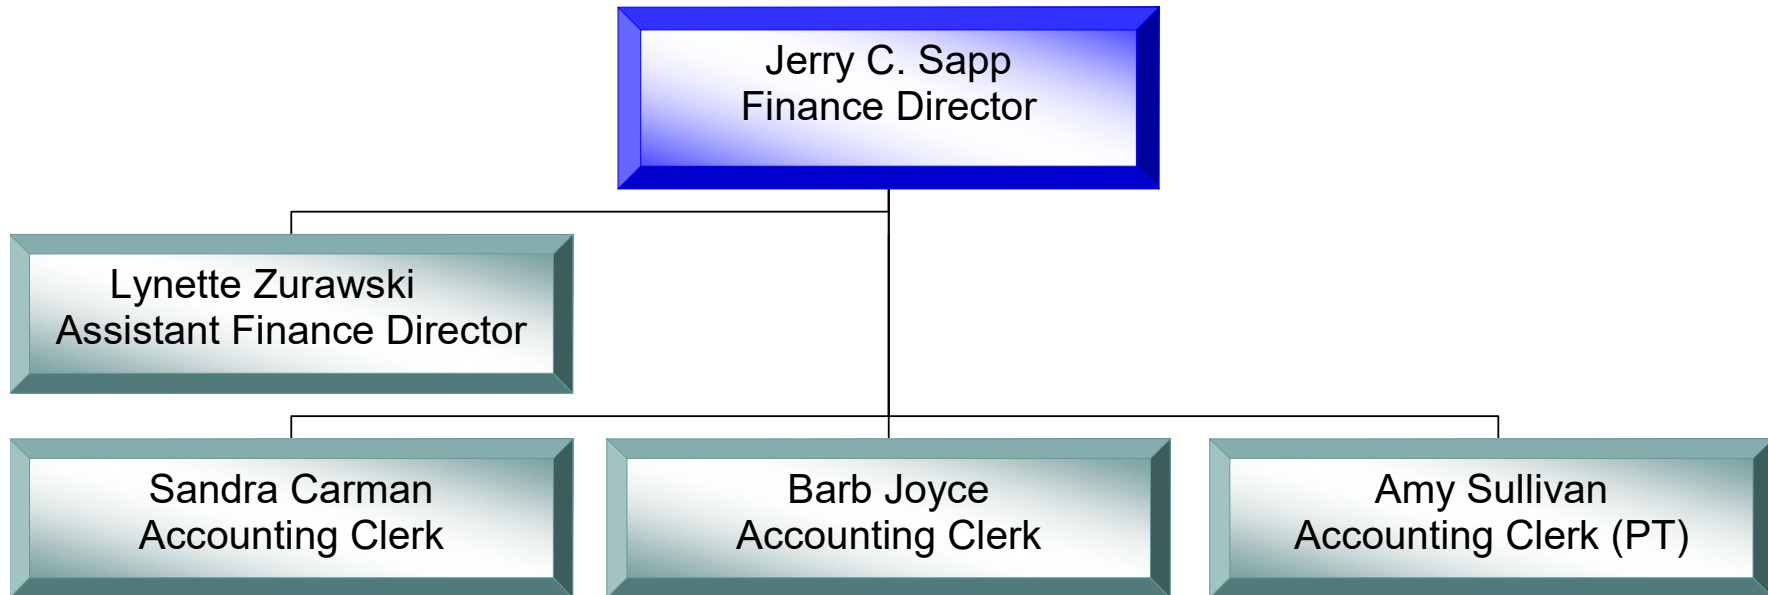 Jerry C. Sapp
Finance Director
Lynette Zurawski
Assistant Finance Director
Sandra Carman
Accounting Clerk
Barb Joyce
Accounting Clerk
Amy Sullivan
Accounting Clerk (PT)